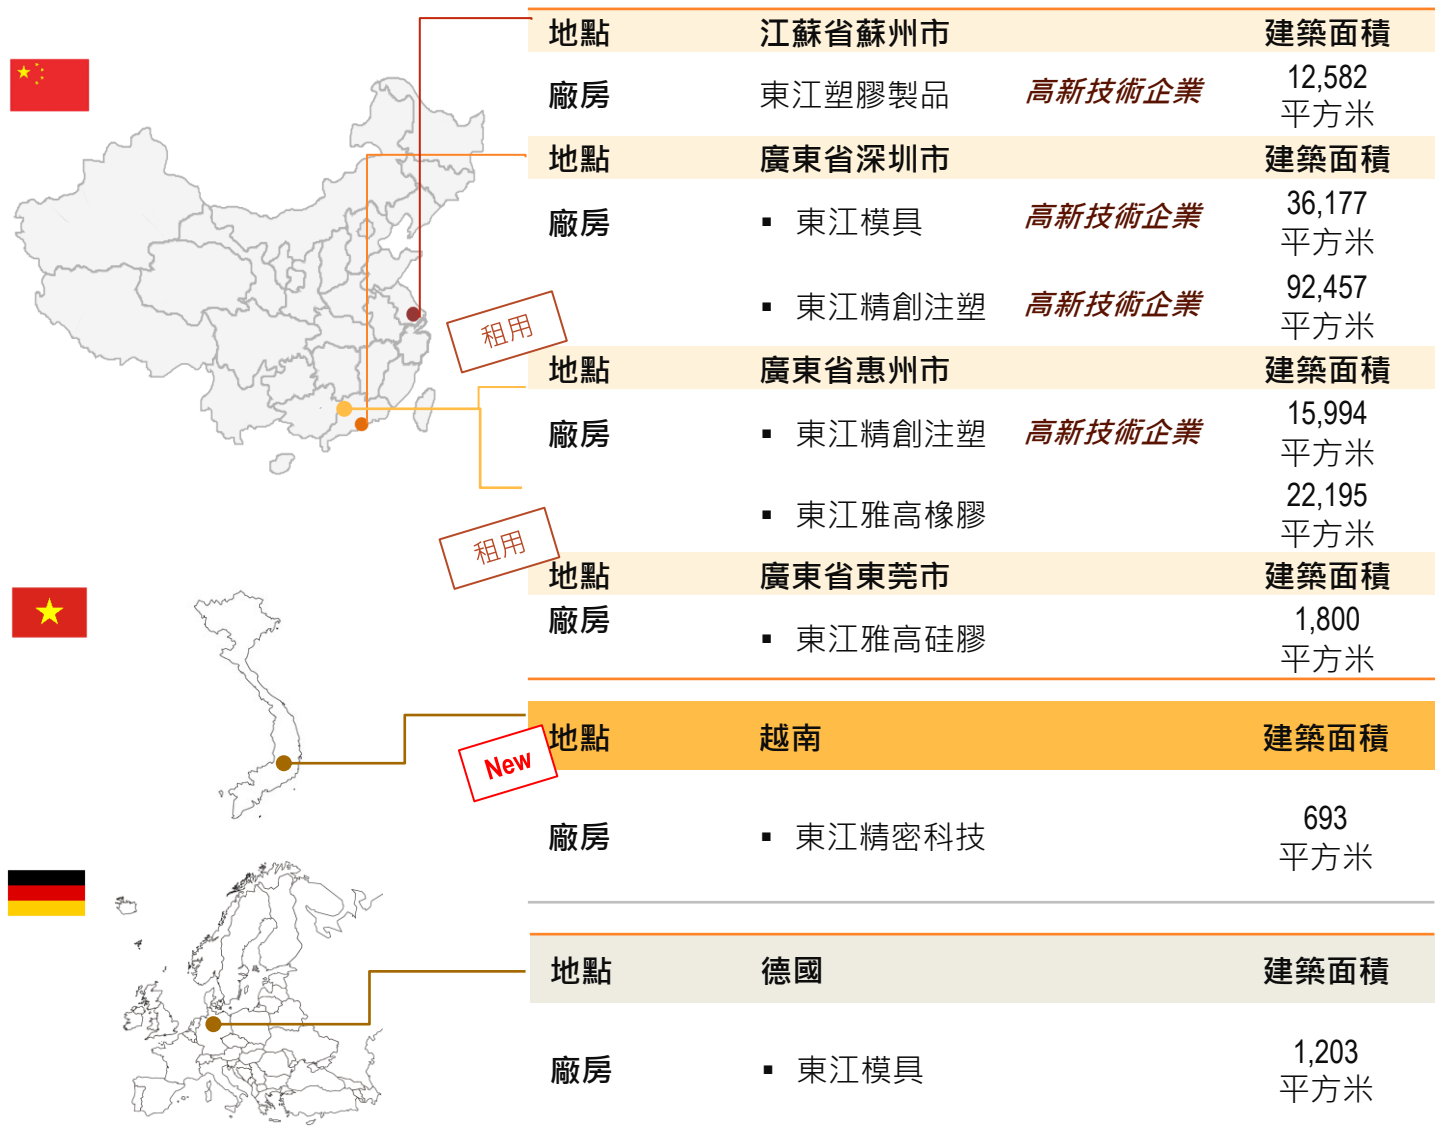 地點 江蘇省蘇州市 建築面積
廠房 東江塑膠製品 高新技術企業 12,582
平方米
地點 廣東省深圳市 建築面積
廠房 ▪ 東江模具 高新技術企業 36,177
平方米
▪ 東江精創注塑 高新技術企業 92,457
平方米
租用
地點 廣東省惠州市 建築面積
廠房 ▪ 東江精創注塑 高新技術企業 15,994
平方米
▪ 東江雅高橡膠 22,195
平方米
租用
地點 廣東省東莞市 建築面積
廠房 ▪ 東江雅高硅膠 1,800
平方米
地點 越南 建築面積
New
廠房 ▪ 東江精密科技 693
平方米
地點 德國 建築面積
廠房 ▪ 東江模具 1,203
平方米